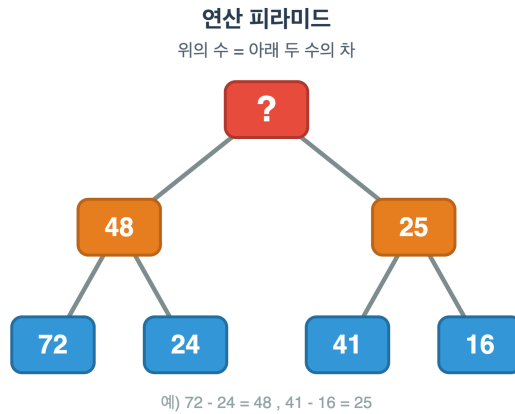 연산 피라미드
위의 수 = 아래 두 수의 차
?
48 25
72 24 41 16
예) 72 - 24 = 48 , 41 - 16 = 25